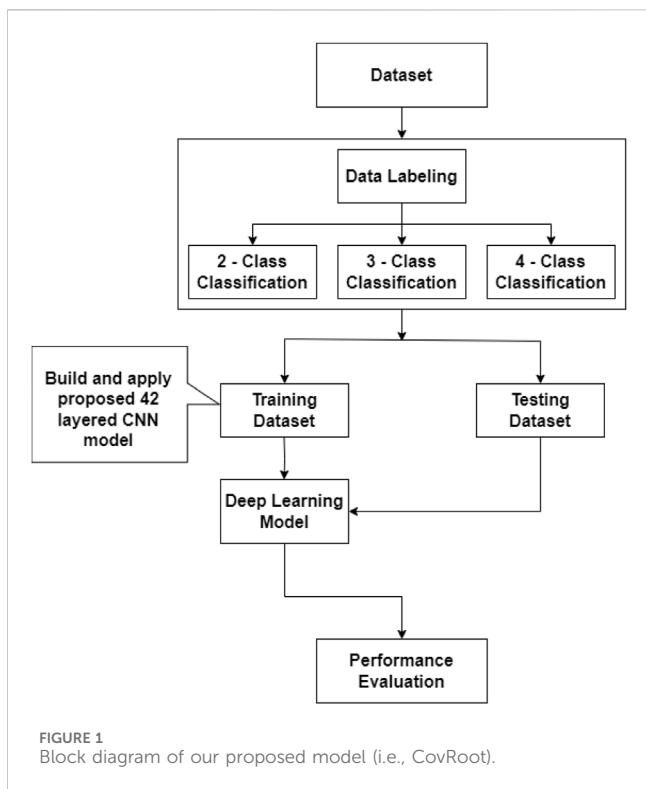 Dataset
Data Labeling
2 - Class
Classification
3 - Class
Classification
4 - Class
Classification
Build and apply
proposed 42
layered CNN
model
Training
Dataset
Testing
Dataset
Deep Learning
Model
Performance
Evaluation
FIGURE 1
Block diagram of our proposed model (i.e., CovRoot).